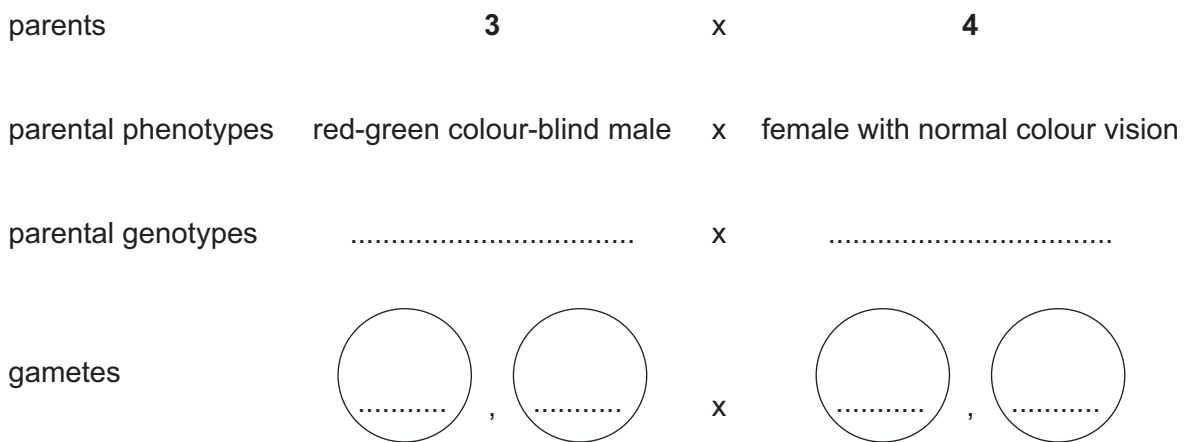 parents 3 x 4
parental phenotypes red-green colour-blind male x female with normal colour vision
parental genotypes .................................. x ..................................
gametes ........... , ........... x ........... , ...........